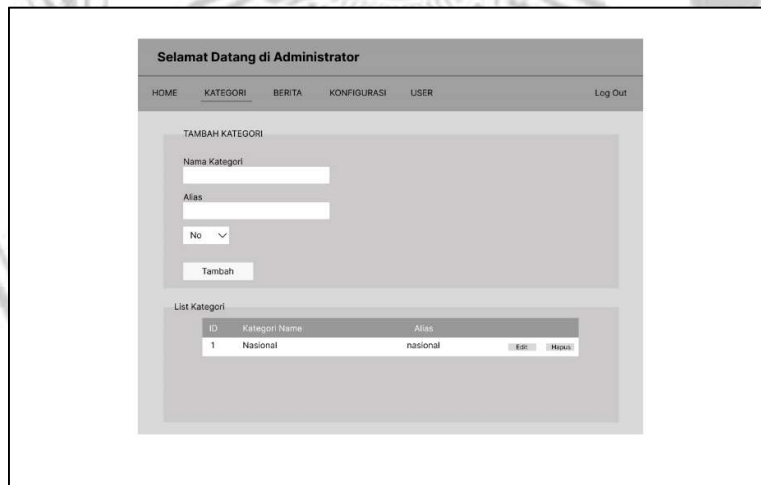 Selamat Datang di Administrator
HOME KATEGORI BERITA KONFIGURASI USER Log Out
TAMBAH KATEGORI
Nama Kategori
Alias
No
Tambah
List Kategori
ID Kategori Name Alias
1 Nasional nasional Edit Hapus